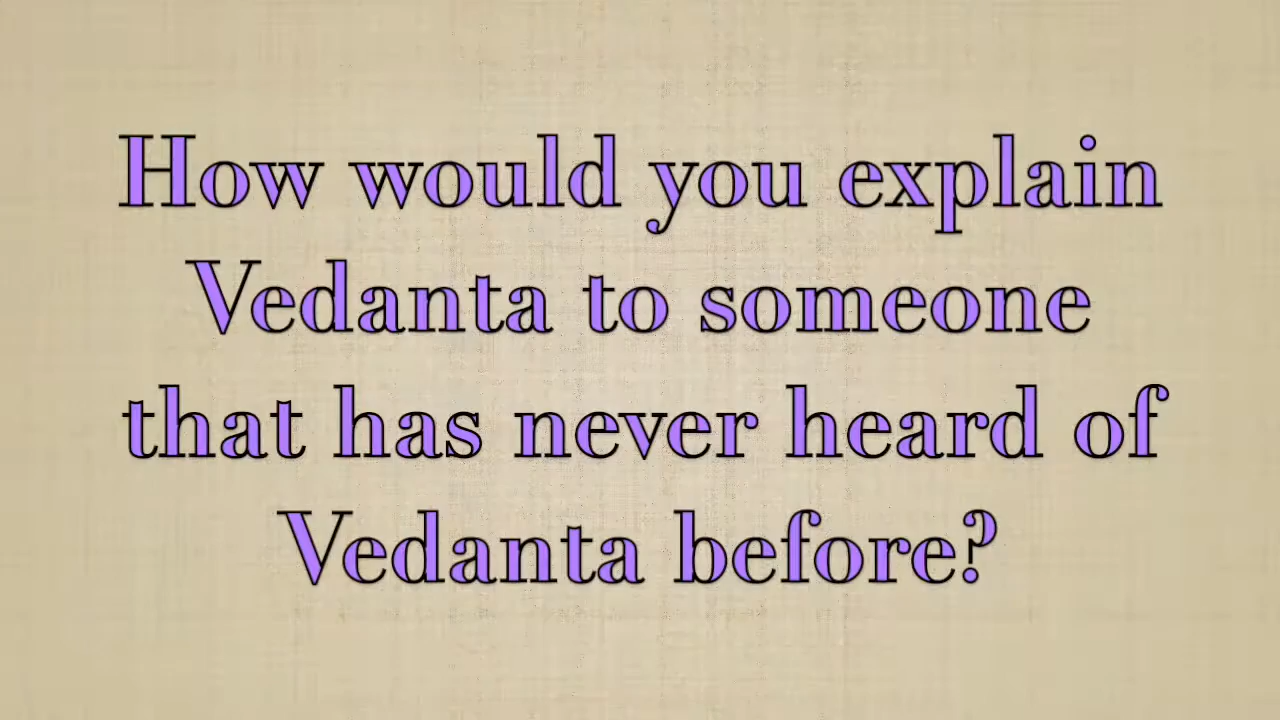 How would you explain
Vedanta to someone
that has never heard of
Vedanta before?